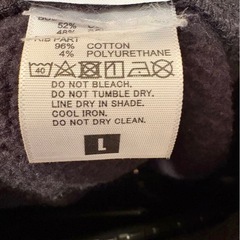 52%
48%
RIB PART
96% COTTON
4% POLYURETHANE
40
DO NOT BLEACH.
DO NOT TUMBLE DRY.
LINE DRY IN SHADE.
COOL IRON.
DO NOT DRY CLEAN.
L